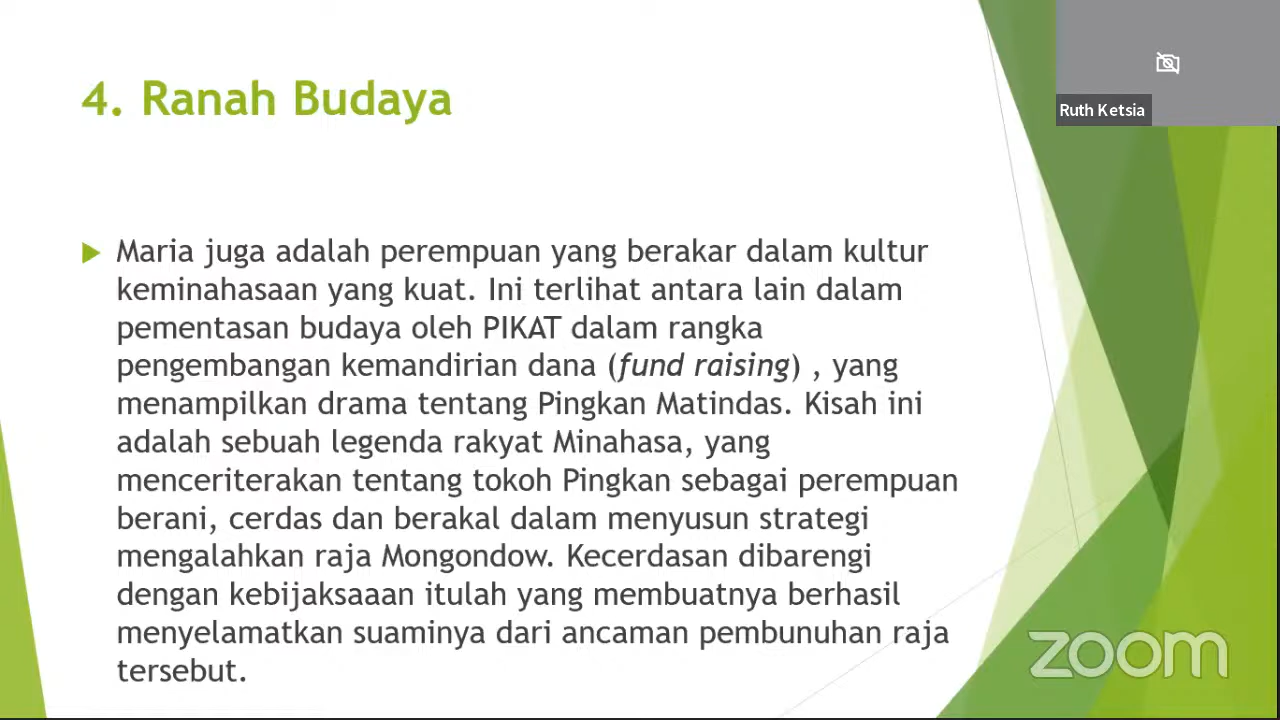 4. Ranah Budaya
Ruth Ketsia
Maria juga adalah perempuan yang berakar dalam kultur
keminahasaan yang kuat. Ini terlihat antara lain dalam
pementasan budaya oleh PIKAT dalam rangka
pengembangan kemandirian dana (fund raising) , yang
menampilkan drama tentang Pingkan Matindas. Kisah ini
adalah sebuah legenda rakyat Minahasa, yang
menceriterakan tentang tokoh Pingkan sebagai perempuan
berani, cerdas dan berakal dalam menyusun strategi
mengalahkan raja Mongondow. Kecerdasan dibarengi
dengan kebijaksaaan itulah yang membuatnya berhasil
menyelamatkan suaminya dari ancaman pembunuhan raja
tersebut.
zoom